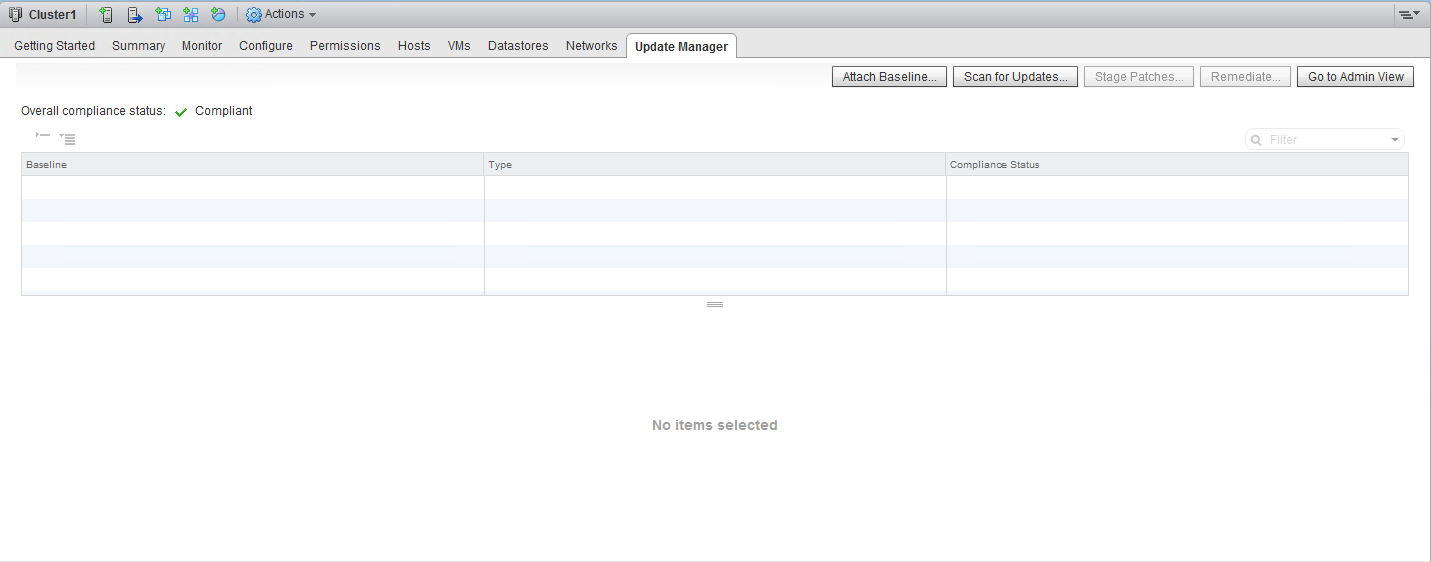 Cluster1 Actions
Getting Started Summary Monitor Configure Permissions Hosts VMs Datastores Networks Update Manager
Attach Baseline... Scan for Updates... Stage Patches... Remediate... Go to Admin View
Overall compliance status: Compliant
Filter
Baseline Type Compliance Status
No items selected